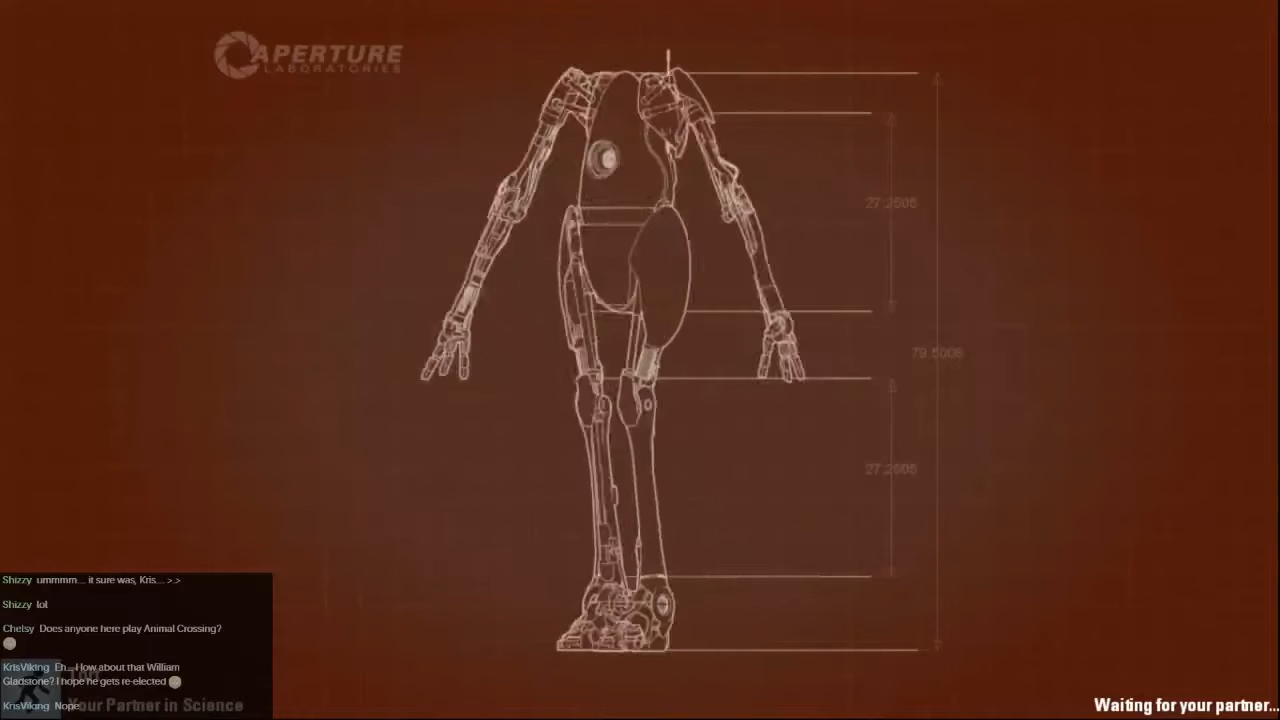 APERTURE
LABORATORIES
27.2505
79.5006
27.2505
Shizzy ummmm... it sure was, Kris... >.>
Shizzy lol
Chelsy Does anyone here play Animal Crossing?
KrisViking Eh... How about that William
Gladstone? I hope he gets re-elected
Your Partner in Science
KrisViking Nope
Waiting for your partner...